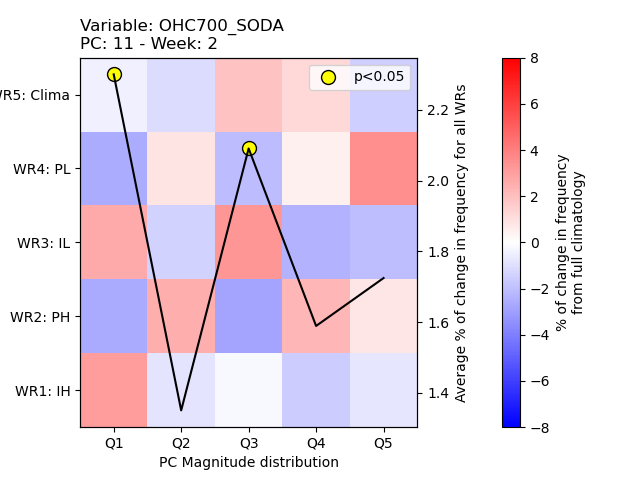 Variable: OHC700_SODA
PC: 11 - Week: 2
p<0.05
WR5: Clima
WR4: PL
WR3: IL
WR2: PH
WR1: IH
Q1 Q2 Q3 Q4 Q5
PC Magnitude distribution
2.2
2.0
1.8
1.6
1.4
Average % of change in frequency for all WRs
8
6
4
2
0
−2
−4
−6
−8
% of change in frequency
from full climatology